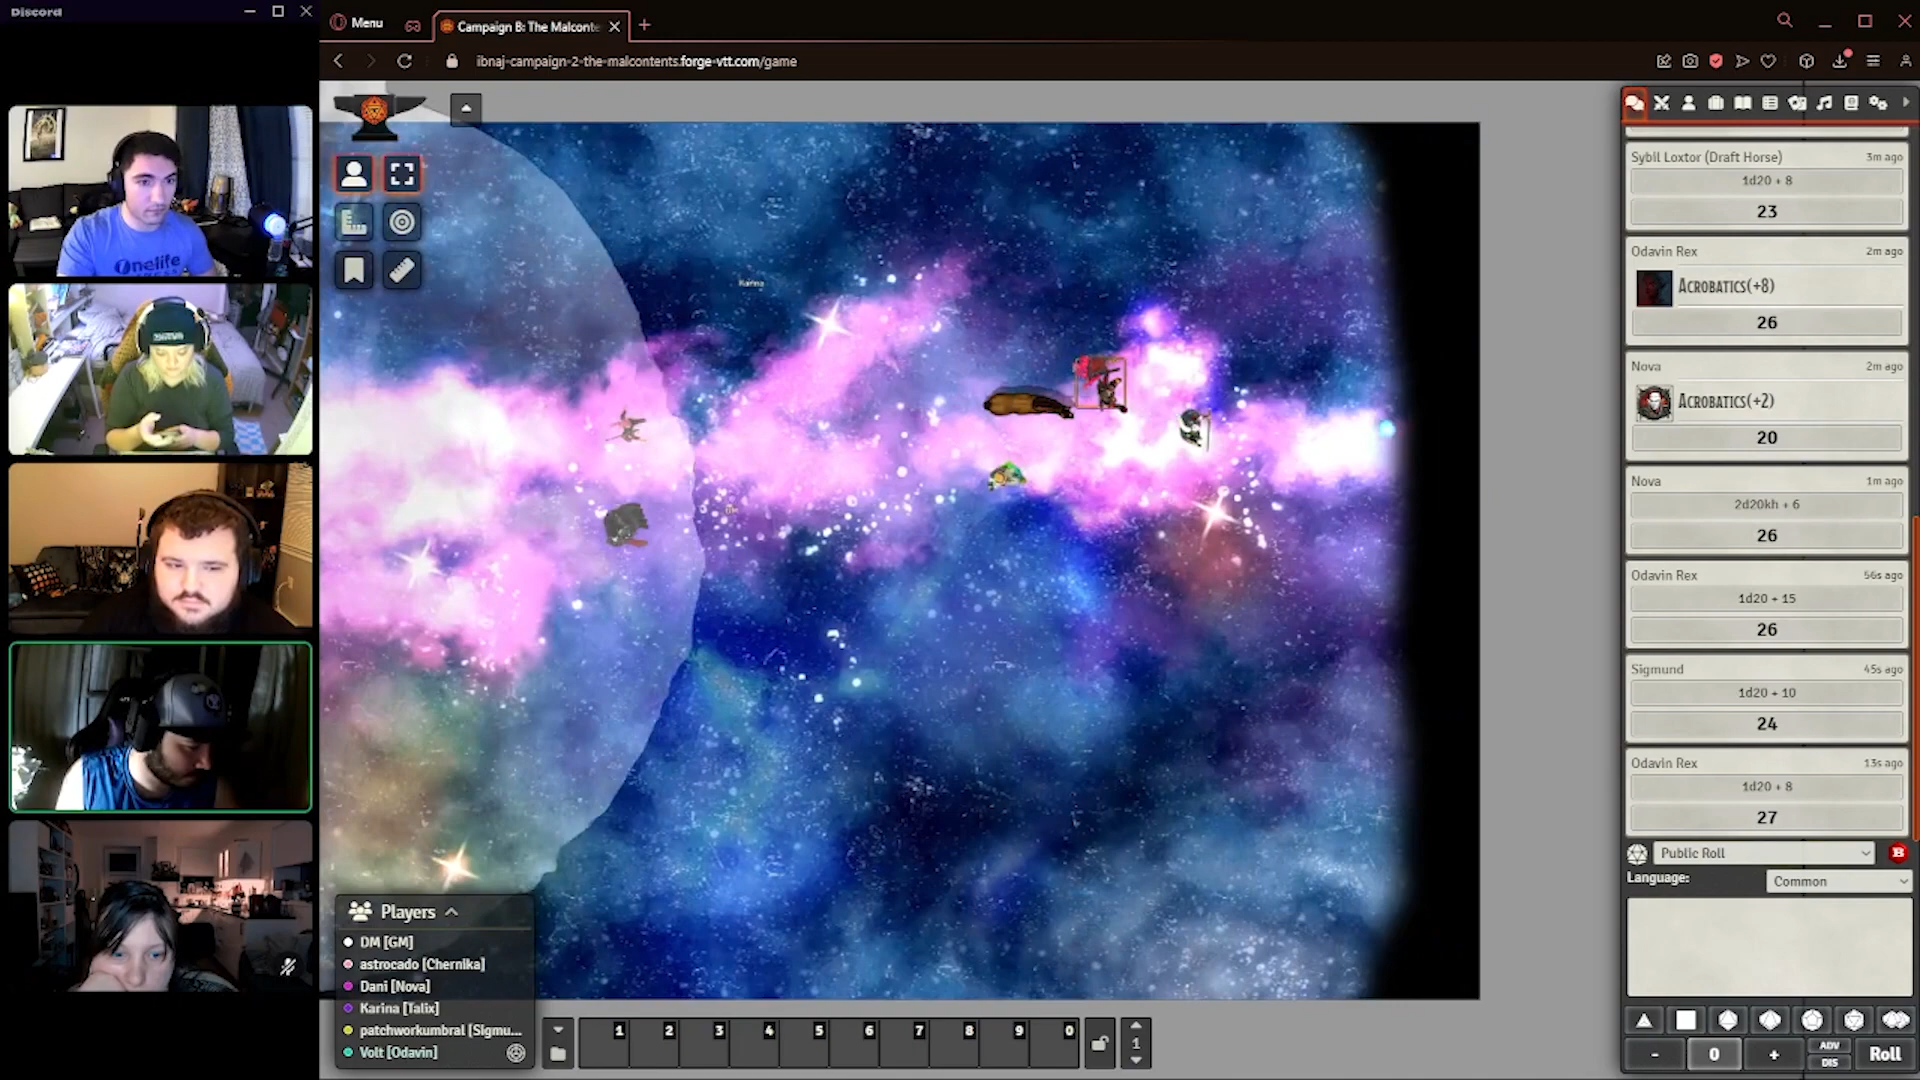 Discord
Menu
Campaign B: The Malconte
ibnaj-campaign-2-the-malcontents.forge-vtt.com/game
nelife
Karina
Sybil Loxtor (Draft Horse) 3m ago
1d20 + 8
23
Odavin Rex 2m ago
Acrobatics(+8)
26
Nova 2m ago
Acrobatics(+2)
20
Nova 1m ago
2d20kh + 6
26
Odavin Rex 56s ago
1d20 + 15
26
Sigmund 45s ago
1d20 + 10
24
Odavin Rex 13s ago
1d20 + 8
27
Public Roll
B
Language: Common
Players
DM [GM]
astrocado [Chernika]
Dani [Nova]
Karina [Talix]
patchworkumbral [Sigmu...
Volt [Odavin]
1 2 3 4 5 6 7 8 9 0
1
- 0 + ADV DIS Roll